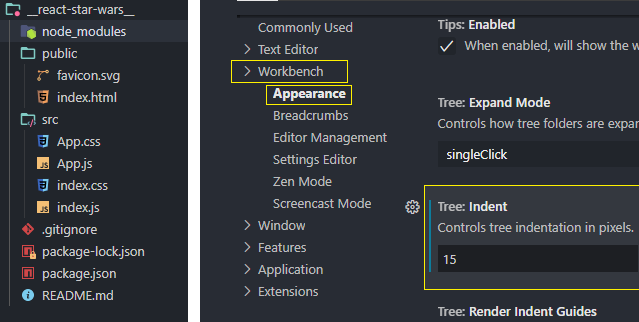 __react-star-wars__
node_modules
public
favicon.svg
index.html
src
App.css
App.js
index.css
index.js
.gitignore
package-lock.json
package.json
README.md
Commonly Used
Text Editor
Workbench
Appearance
Breadcrumbs
Editor Management
Settings Editor
Zen Mode
Screencast Mode
Window
Features
Application
Extensions
Tips: Enabled
When enabled, will show the w
Tree: Expand Mode
Controls how tree folders are expan
singleClick
Tree: Indent
Controls tree indentation in pixels.
15
Tree: Render Indent Guides